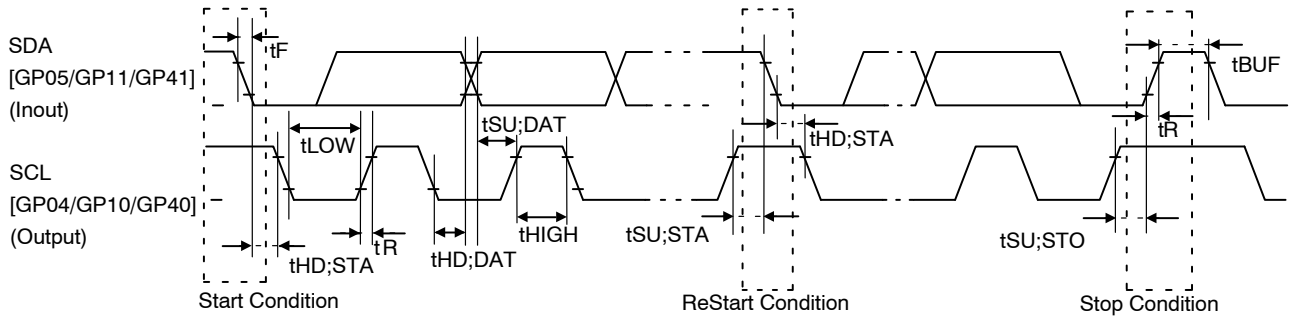 SDA
[GP05/GP11/GP41]
(Inout)
tF
tBUF
tSU;DAT
tHD;STA
tR
tLOW
SCL
[GP04/GP10/GP40]
(Output)
tHD;STA
tR
tHD;DAT
tHIGH
tSU;STA
tSU;STO
Start Condition
ReStart Condition
Stop Condition